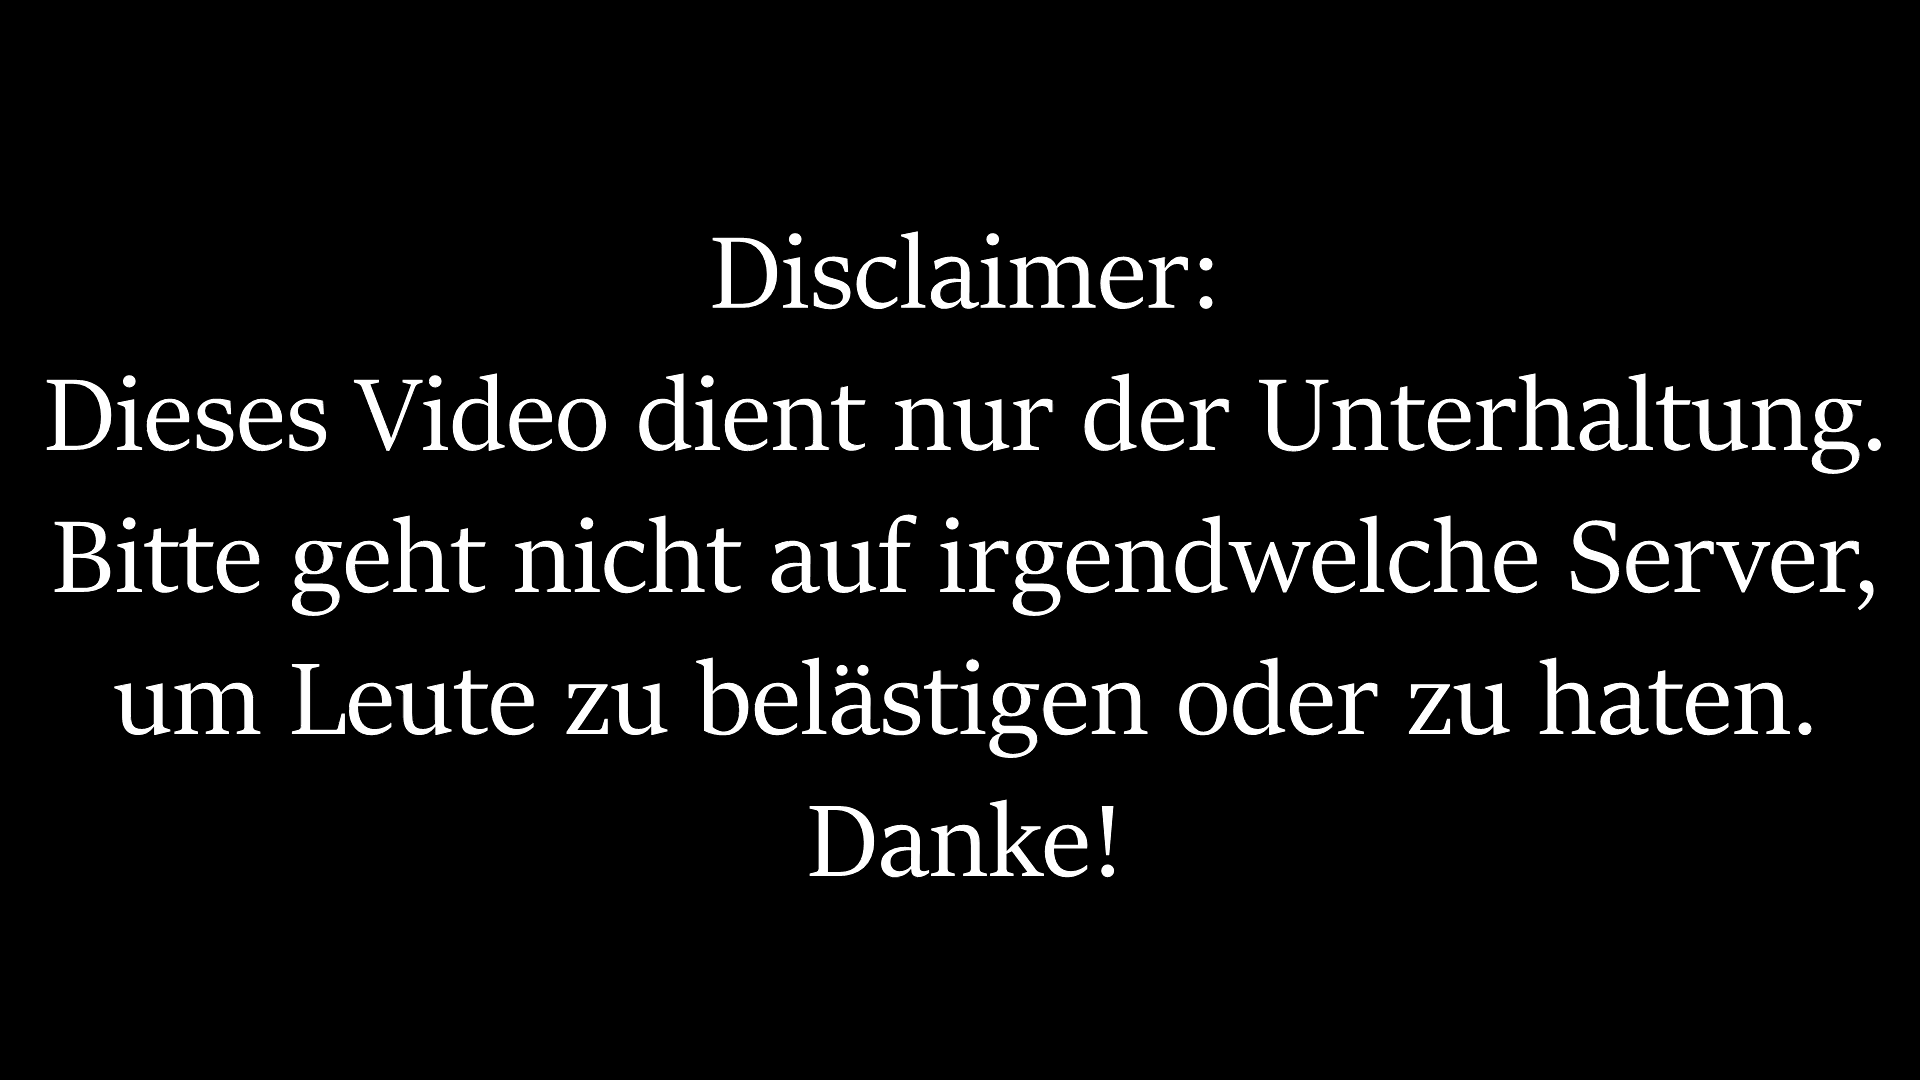 Disclaimer:
Dieses Video dient nur der Unterhaltung.
Bitte geht nicht auf irgendwelche Server,
um Leute zu belästigen oder zu haten.
Danke!